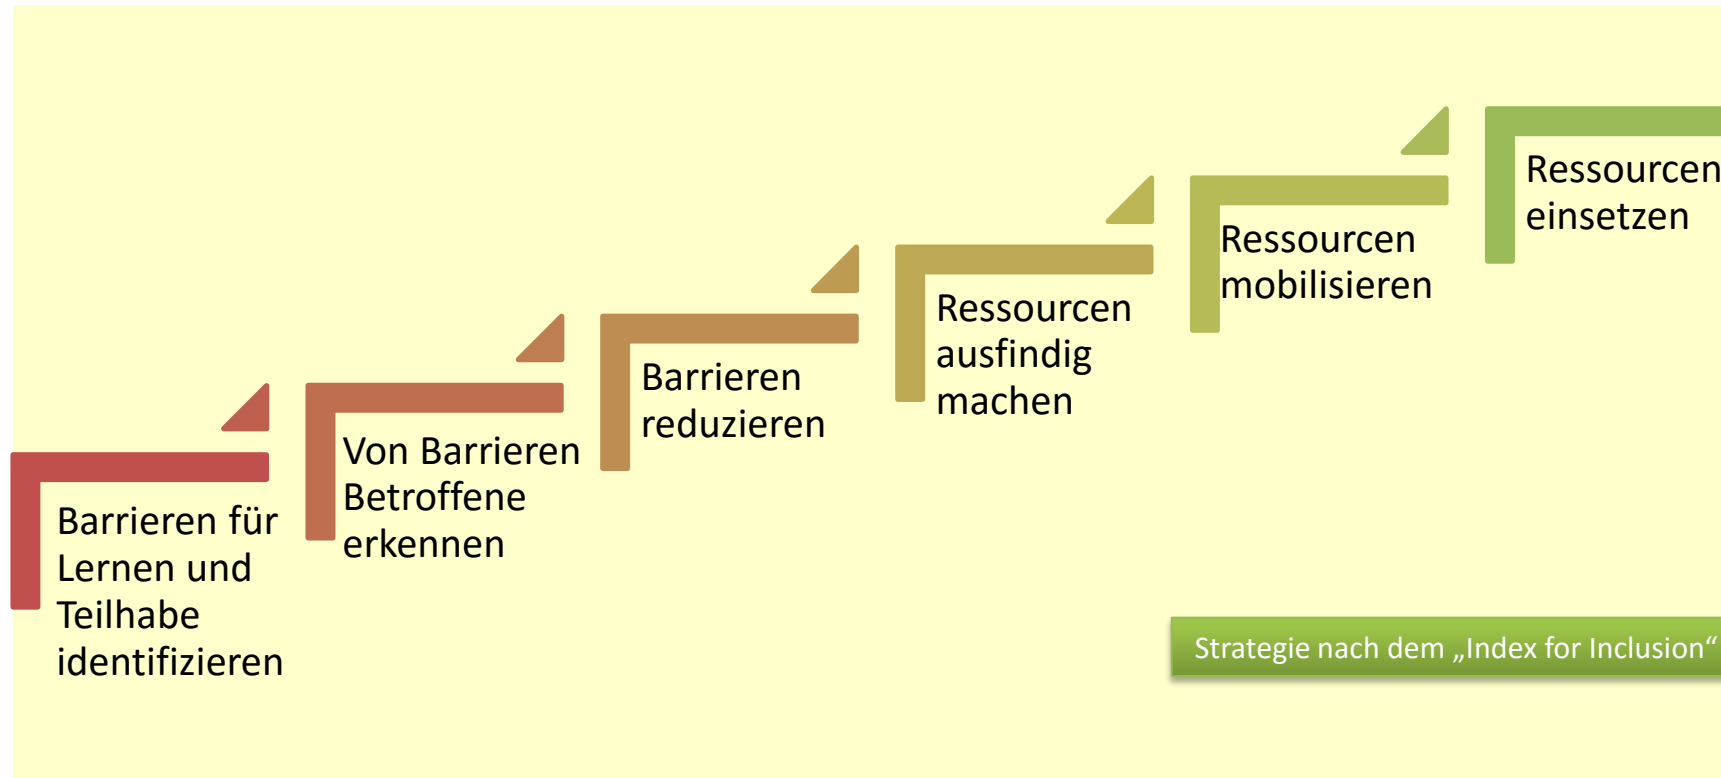 Barrieren für
Lernen und
Teilhabe
identifizieren
Von Barrieren
Betroffene
erkennen
Barrieren
reduzieren
Ressourcen
ausfindig
machen
Ressourcen
mobilisieren
Ressourcen
einsetzen
Strategie nach dem „Index for Inclusion“